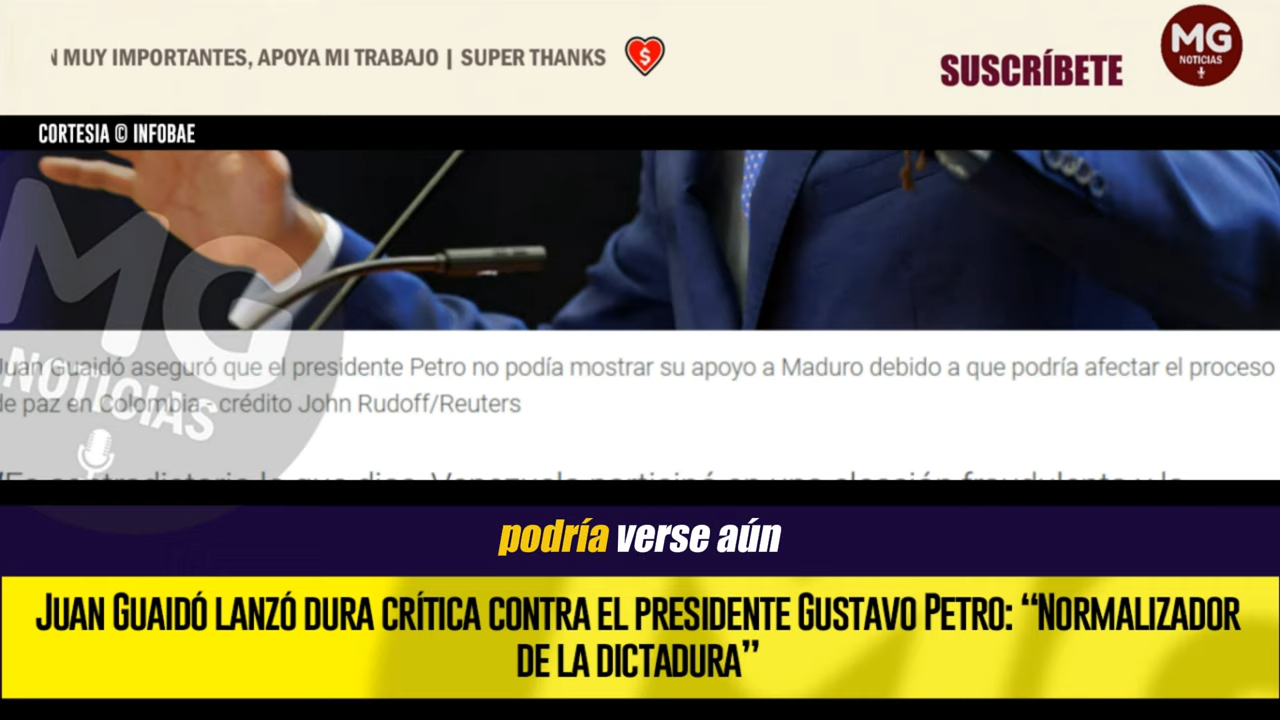 MUY IMPORTANTES, APOYA MI TRABAJO | SUPER THANKS
SUSCRÍBETE
MG
NOTICIAS
CORTESIA © INFOBAE
MG
NOTICIAS
Juan Guaidó aseguró que el presidente Petro no podía mostrar su apoyo a Maduro debido a que podría afectar el proceso
de paz en Colombia - crédito John Rudoff/Reuters
podría verse aún
JUAN GUAIDÓ LANZÓ DURA CRÍTICA CONTRA EL PRESIDENTE GUSTAVO PETRO: “NORMALIZADOR
DE LA DICTADURA”